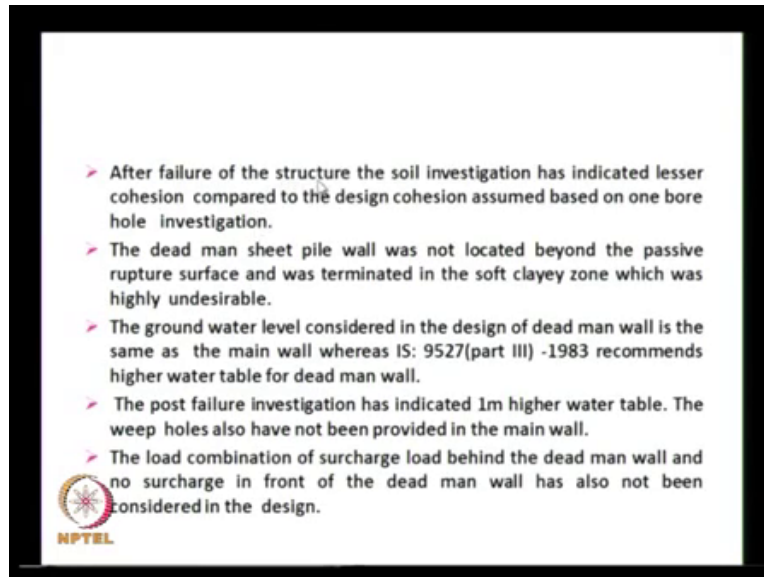 ➢ After failure of the structure the soil investigation has indicated lesser
cohesion compared to the design cohesion assumed based on one bore
hole investigation.
➢ The dead man sheet pile wall was not located beyond the passive
rupture surface and was terminated in the soft clayey zone which was
highly undesirable.
➢ The ground water level considered in the design of dead man wall is the
same as the main wall whereas IS: 9527(part III) -1983 recommends
higher water table for dead man wall.
➢ The post failure investigation has indicated 1m higher water table. The
weep holes also have not been provided in the main wall.
➢ The load combination of surcharge load behind the dead man wall and
no surcharge in front of the dead man wall has also not been
considered in the design.
NPTEL